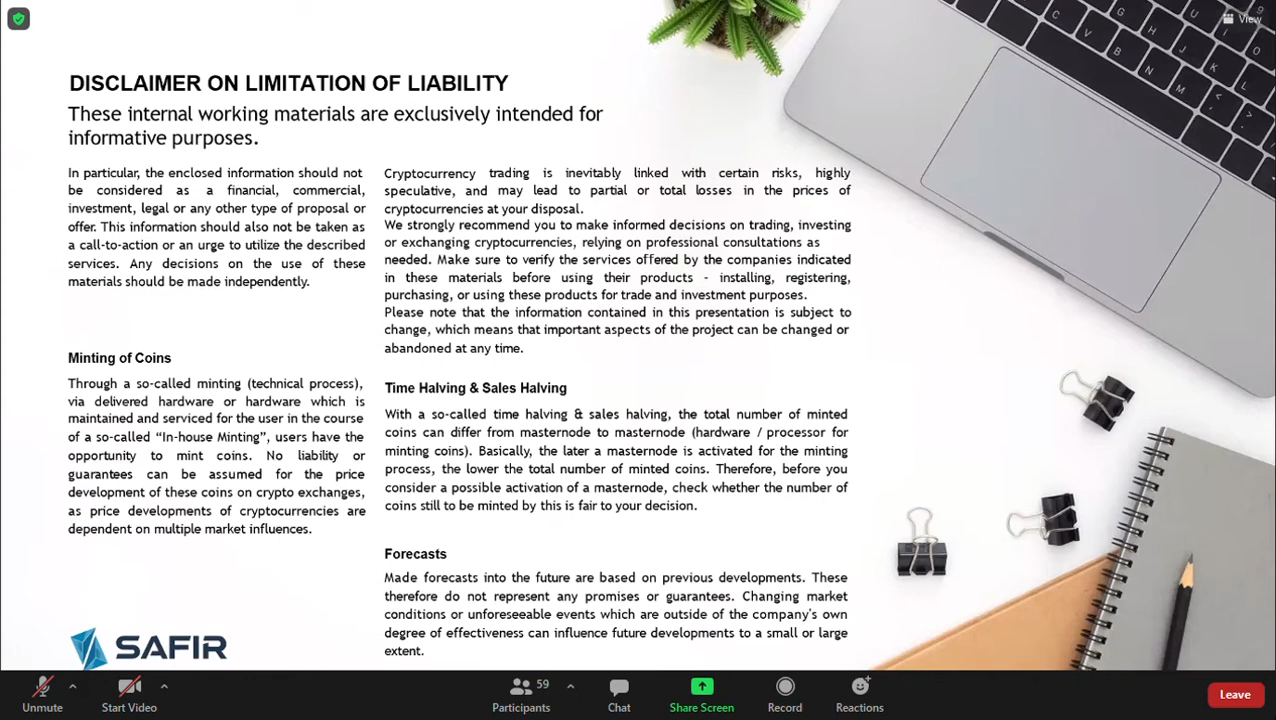 View
DISCLAIMER ON LIMITATION OF LIABILITY
These internal working materials are exclusively intended for
informative purposes.
In particular, the enclosed information should not
be considered as a financial, commercial,
investment, legal or any other type of proposal or
offer. This information should also not be taken as
a call-to-action or an urge to utilize the described
services. Any decisions on the use of these
materials should be made independently.
Minting of Coins
Through a so-called minting (technical process),
via delivered hardware or hardware which is
maintained and serviced for the user in the course
of a so-called “In-house Minting”, users have the
opportunity to mint coins. No liability or
guarantees can be assumed for the price
development of these coins on crypto exchanges,
as price developments of cryptocurrencies are
dependent on multiple market influences.
Cryptocurrency trading is inevitably linked with certain risks, highly
speculative, and may lead to partial or total losses in the prices of
cryptocurrencies at your disposal.
We strongly recommend you to make informed decisions on trading, investing
or exchanging cryptocurrencies, relying on professional consultations as
needed. Make sure to verify the services offered by the companies indicated
in these materials before using their products - installing, registering,
purchasing, or using these products for trade and investment purposes.
Please note that the information contained in this presentation is subject to
change, which means that important aspects of the project can be changed or
abandoned at any time.
Time Halving & Sales Halving
With a so-called time halving & sales halving, the total number of minted
coins can differ from masternode to masternode (hardware / processor for
minting coins). Basically, the later a masternode is activated for the minting
process, the lower the total number of minted coins. Therefore, before you
consider a possible activation of a masternode, check whether the number of
coins still to be minted by this is fair to your decision.
Forecasts
Made forecasts into the future are based on previous developments. These
therefore do not represent any promises or guarantees. Changing market
conditions or unforeseeable events which are outside of the company's own
degree of effectiveness can influence future developments to a small or large
extent.
SAFIR
Unmute
Start Video
59
Participants
Chat
Share Screen
Record
Reactions
Leave